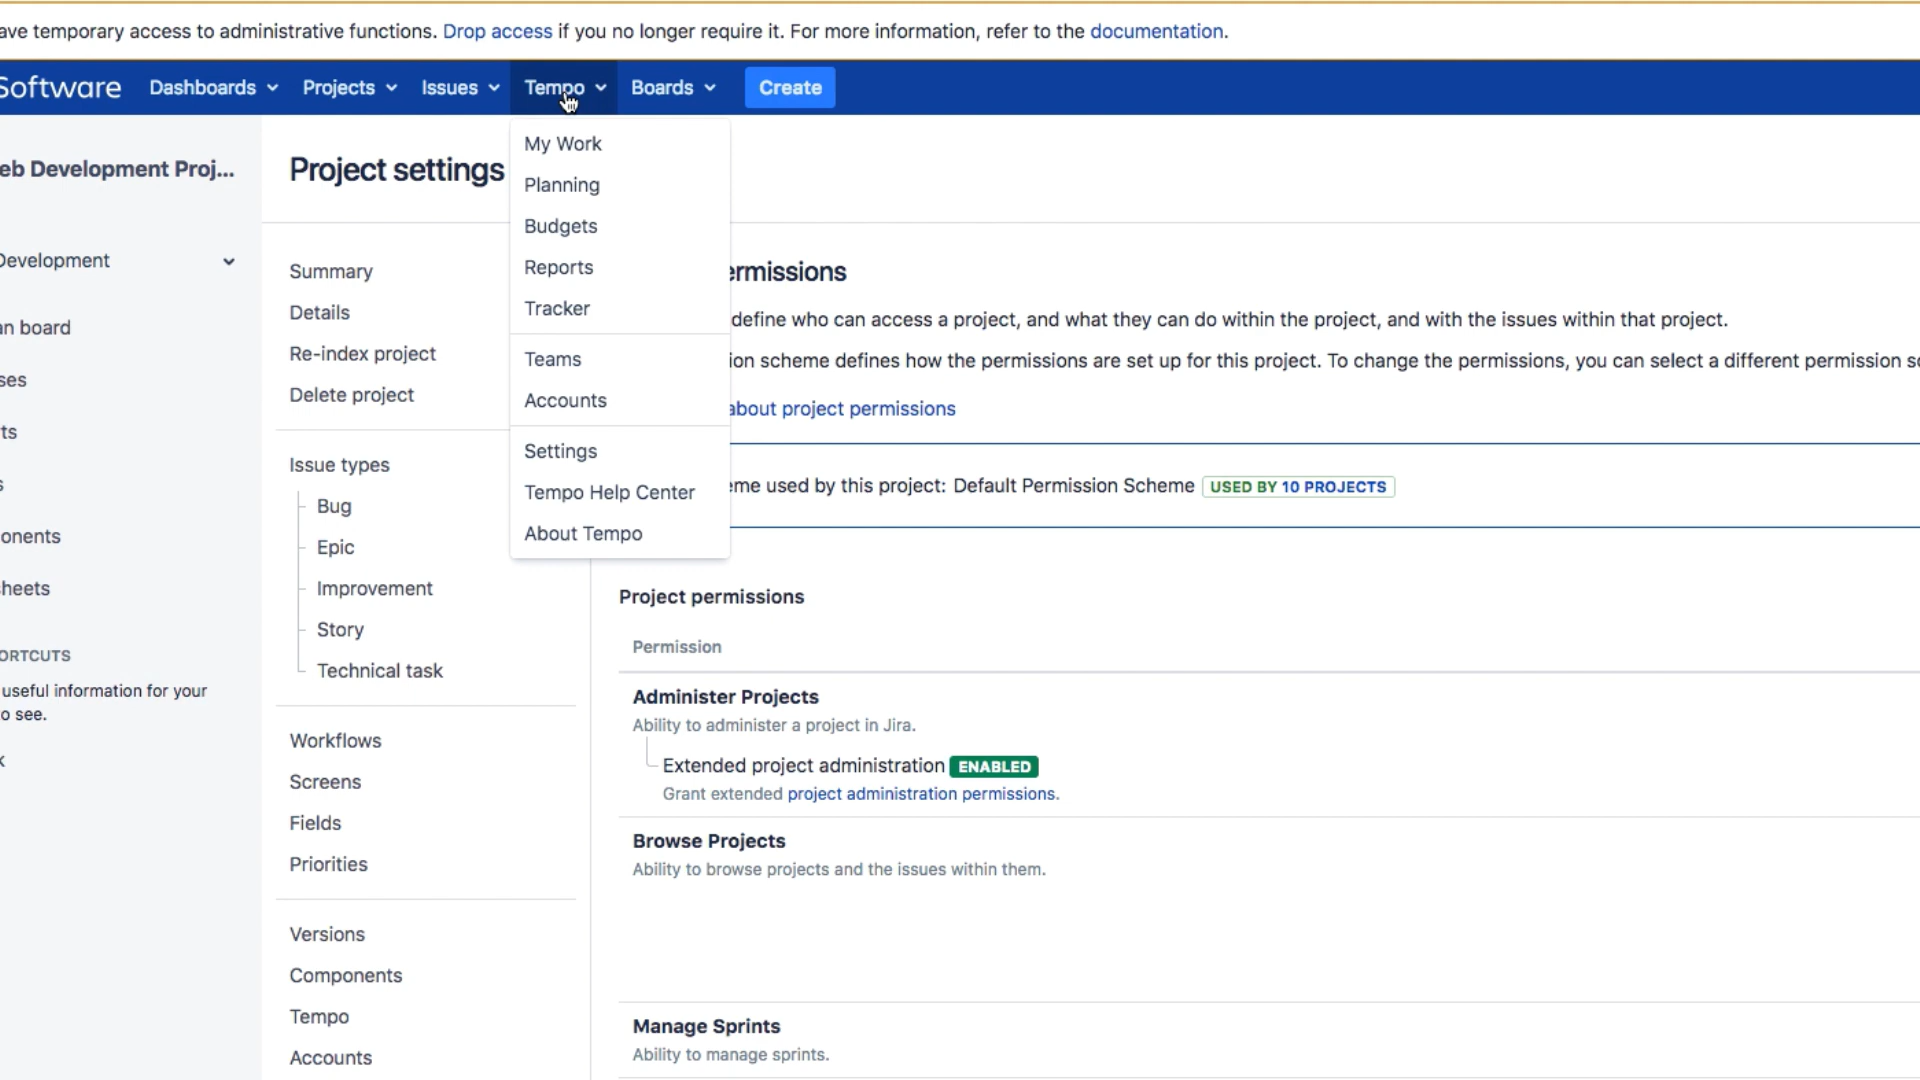 ave temporary access to administrative functions. Drop access if you no longer require it. For more information, refer to the documentation.
Software Dashboards Projects Issues Tempo Boards Create
eb Development Proj...
Development
an board
ses
ts
s
onents
heets
ORTCUTS
useful information for your
o see.
k
Project settings
Summary
Details
Re-index project
Delete project
Issue types
Bug
Epic
Improvement
Story
Technical task
Workflows
Screens
Fields
Priorities
Versions
Components
Tempo
Accounts
My Work
Planning
Budgets
Reports
Tracker
Teams
Accounts
Settings
Tempo Help Center
About Tempo
ermissions
define who can access a project, and what they can do within the project, and with the issues within that project.
ion scheme defines how the permissions are set up for this project. To change the permissions, you can select a different permission sc
about project permissions
eme used by this project: Default Permission Scheme USED BY 10 PROJECTS
Project permissions
Permission
Administer Projects
Ability to administer a project in Jira.
Extended project administration ENABLED
Grant extended project administration permissions.
Browse Projects
Ability to browse projects and the issues within them.
Manage Sprints
Ability to manage sprints.